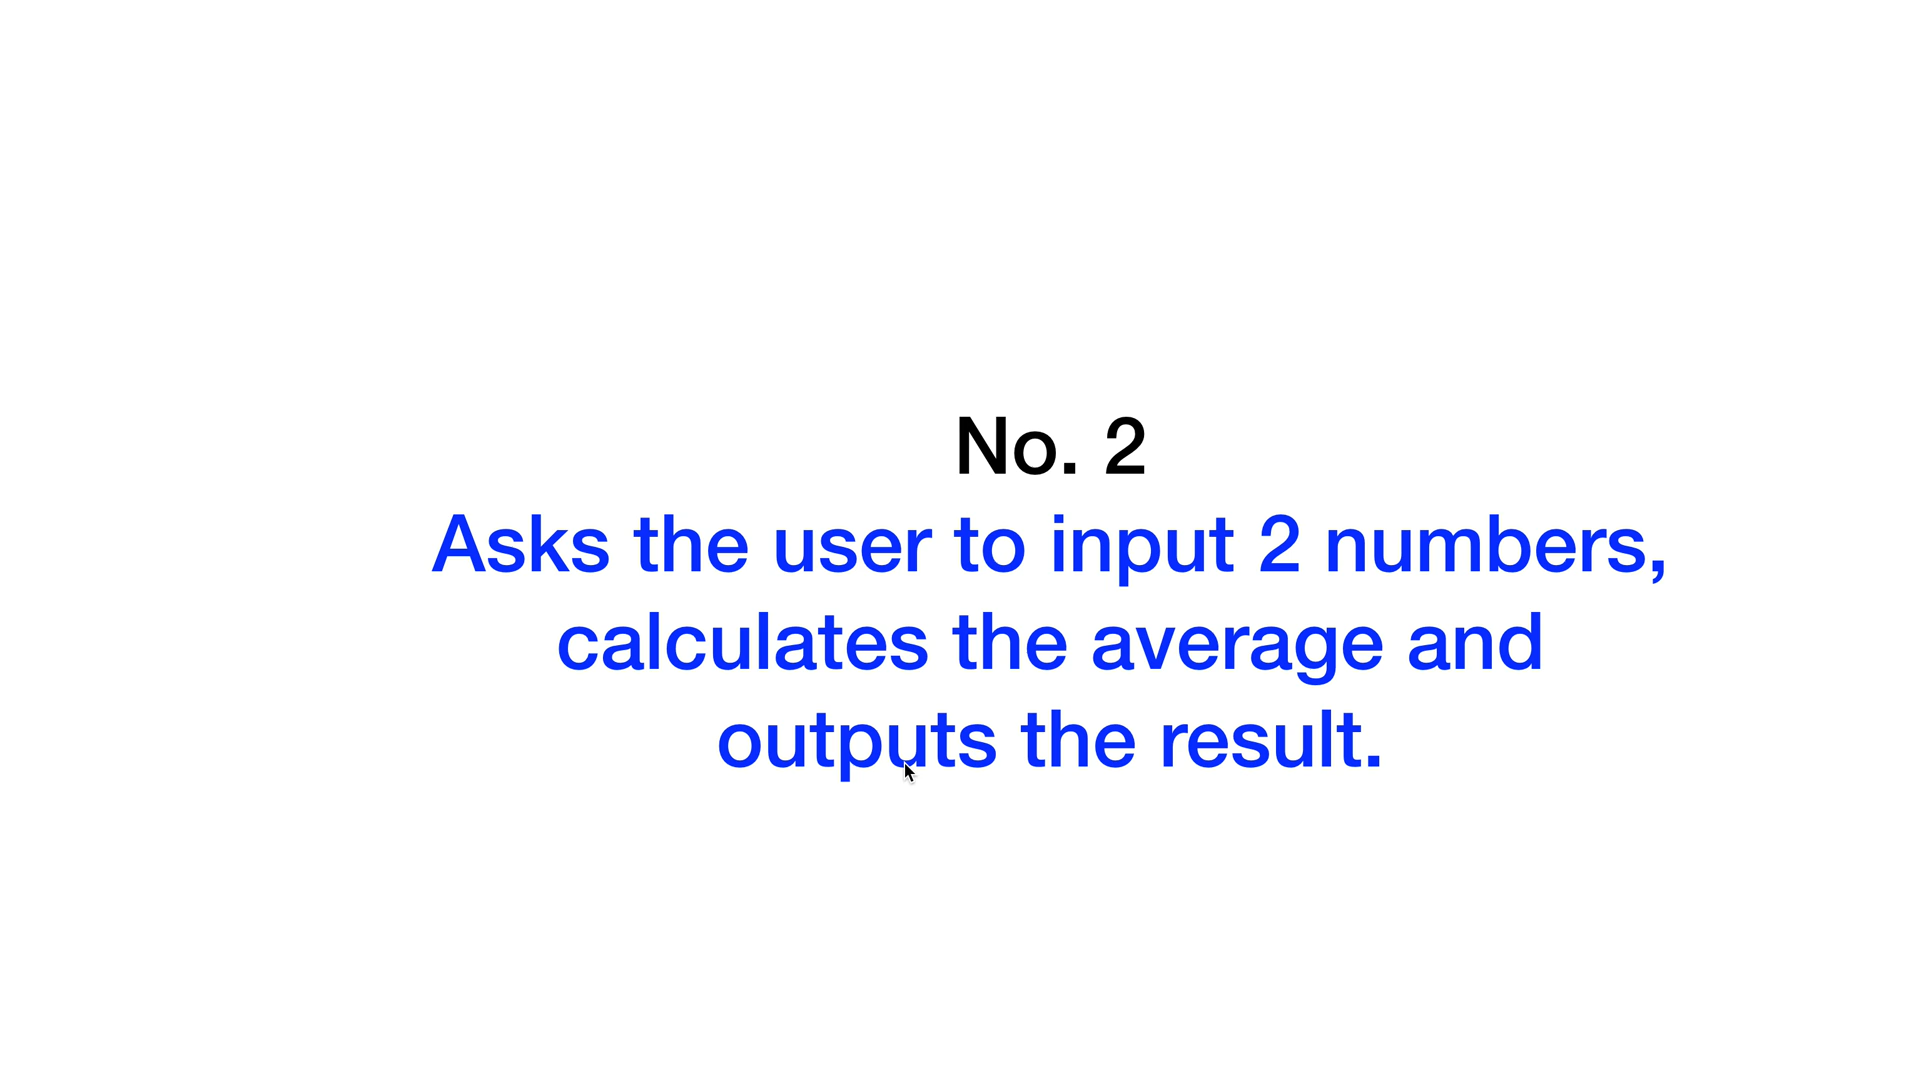 No. 2
Asks the user to input 2 numbers,
calculates the average and
outputs the result.